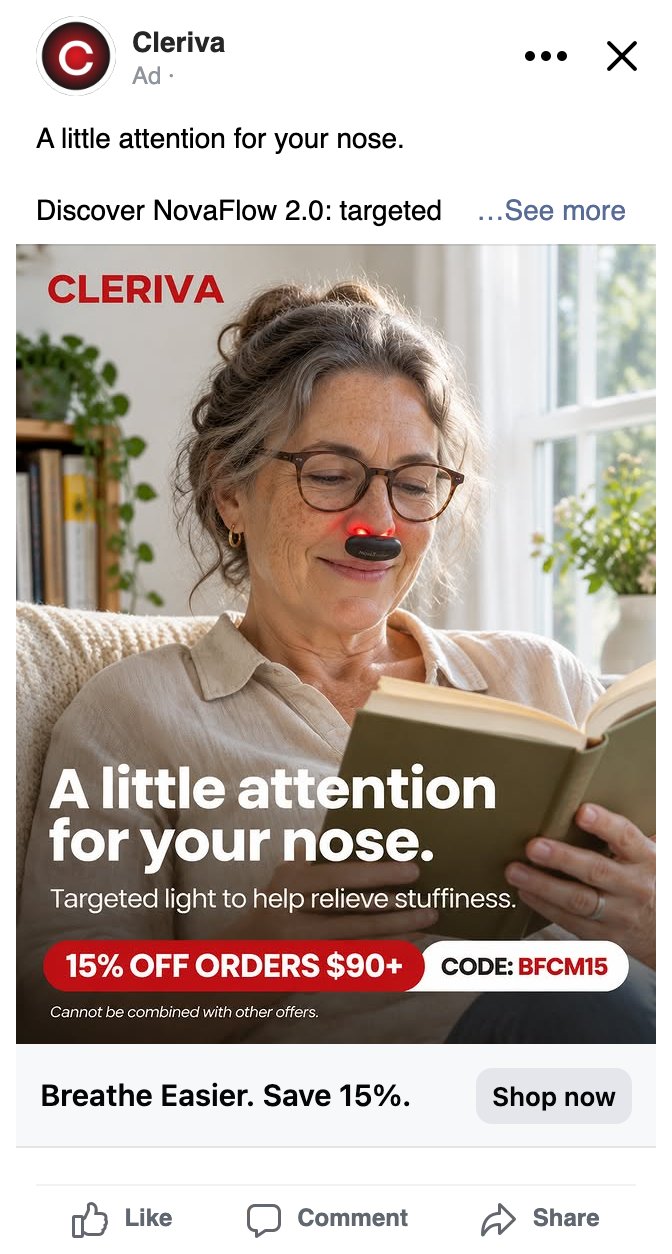 C
Cleriva
Ad ·
A little attention for your nose.
Discover NovaFlow 2.0: targeted …See more
CLERIVA
A little attention
for your nose.
Targeted light to help relieve stuffiness.
15% OFF ORDERS $90+ CODE: BFCM15
Cannot be combined with other offers.
Breathe Easier. Save 15%. Shop now
Like Comment Share